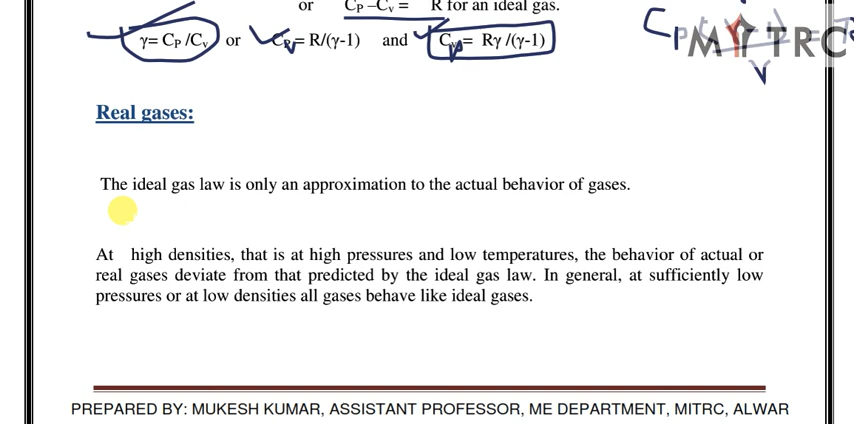 or Cₚ –Cᵥ = R for an ideal gas.
γ= Cₚ /Cᵥ or = R/(γ-1) and = Rγ /(γ-1)
MITRC
Real gases:
The ideal gas law is only an approximation to the actual behavior of gases.
At high densities, that is at high pressures and low temperatures, the behavior of actual or
real gases deviate from that predicted by the ideal gas law. In general, at sufficiently low
pressures or at low densities all gases behave like ideal gases.
PREPARED BY: MUKESH KUMAR, ASSISTANT PROFESSOR, ME DEPARTMENT, MITRC, ALWAR